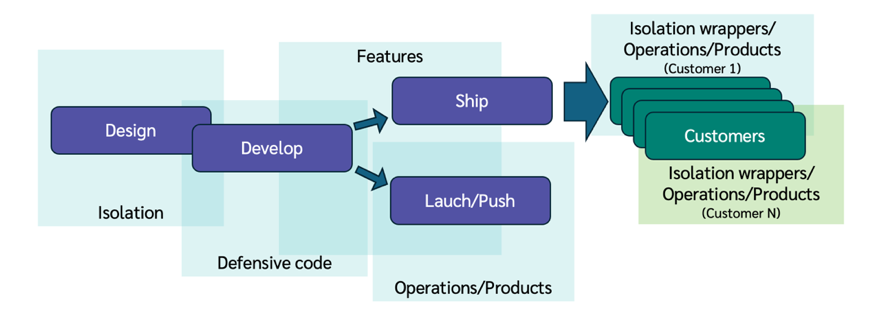 Isolation wrappers/
Operations/Products
(Customer 1)
Features
Ship
Design
Develop
Customers
Isolation wrappers/
Operations/Products
(Customer N)
Lauch/Push
Isolation
Defensive code
Operations/Products